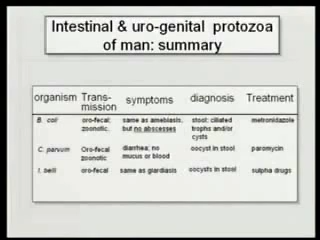 Intestinal & uro-genital protozoa
of man: summary
organism Trans-mission symptoms diagnosis Treatment
B. coli oro-fecal; zoonotic. same as amebiasis, but no abscesses stool; ciliated trophs and/or cysts metronidazole
C. parvum Oro-fecal zoonotic diarrhea; no mucus or blood oocyst in stool paromycin
I. belli oro-fecal same as giardiasis oocysts in stool sulpha drugs